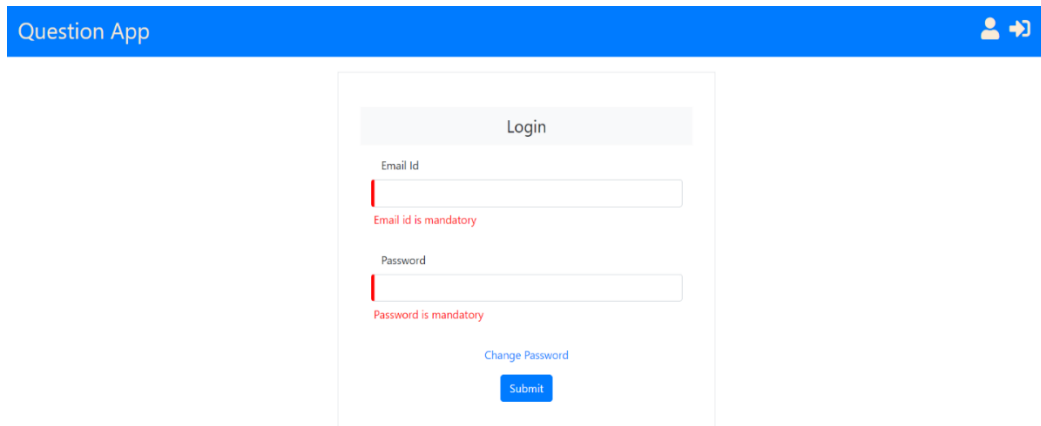 Question App
Login
Email Id
Email id is mandatory
Password
Password is mandatory
Change Password
Submit